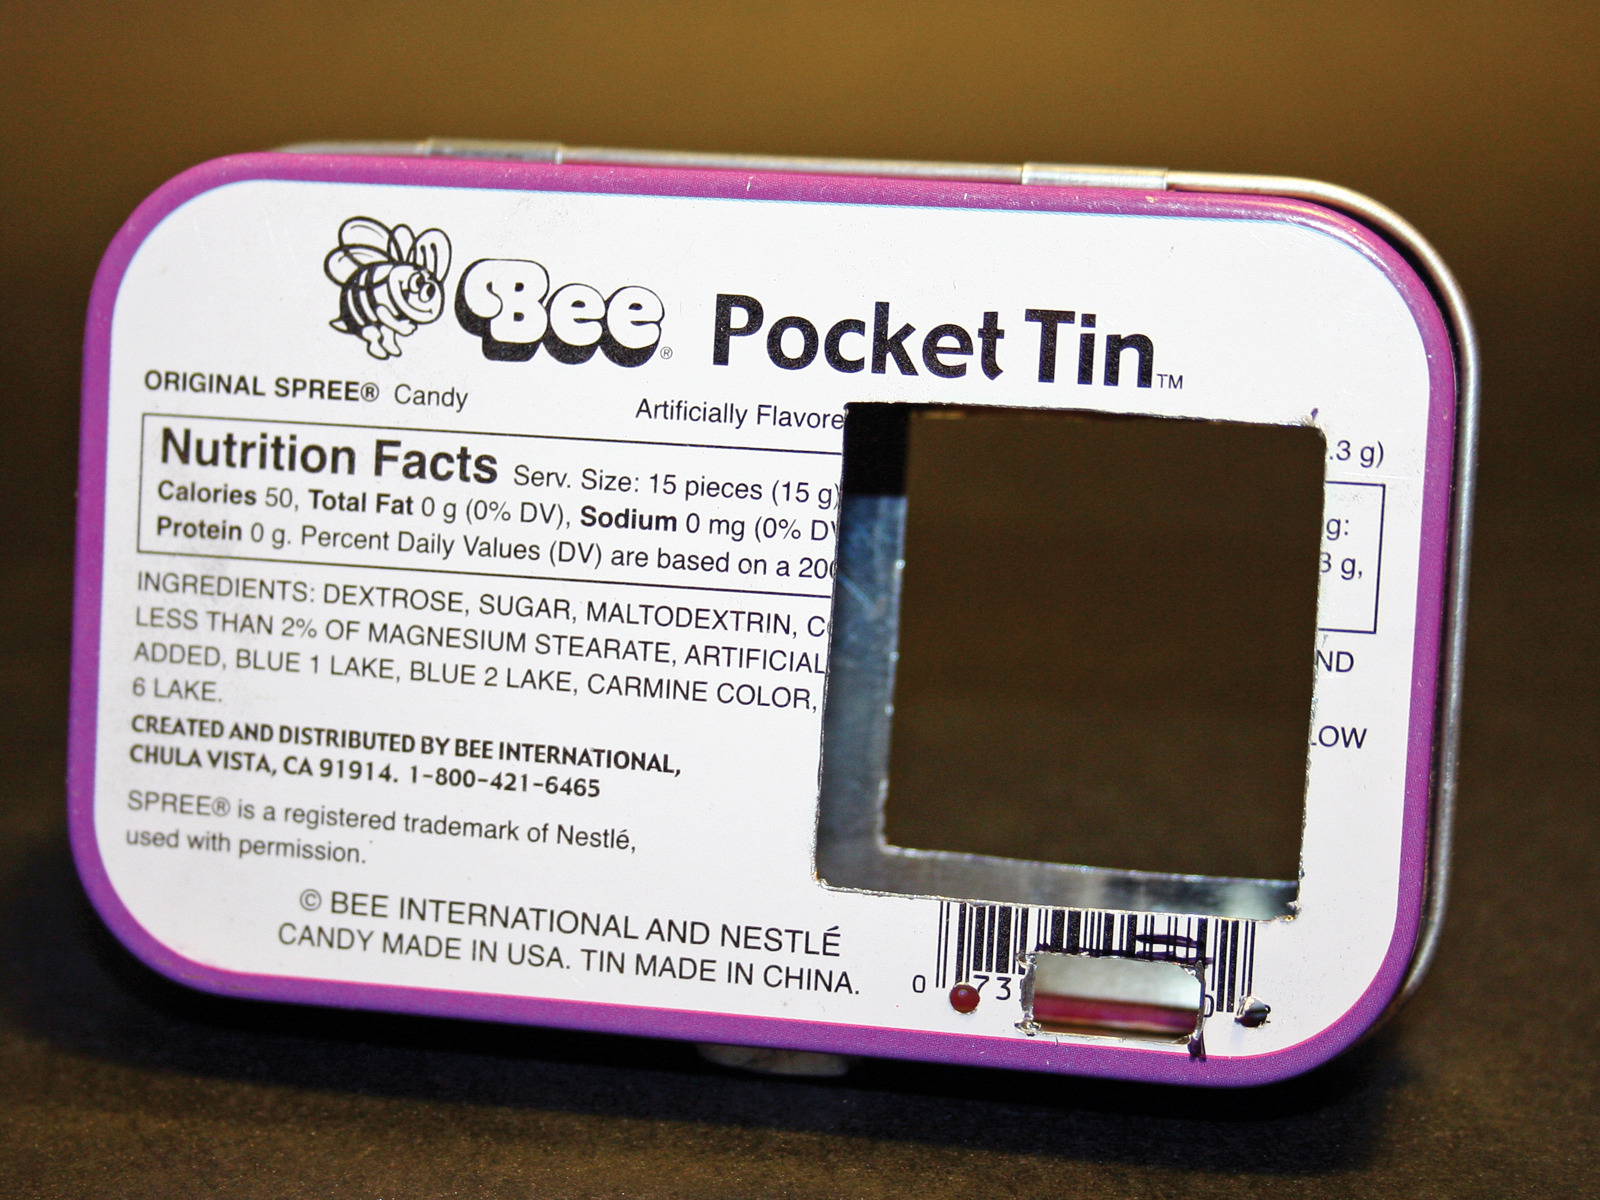 Bee® Pocket Tin™
ORIGINAL SPREE® Candy Artificially Flavore .3 g)
Nutrition Facts Serv. Size: 15 pieces (15 g) g:
Calories 50, Total Fat 0 g (0% DV), Sodium 0 mg (0% DV 3 g,
Protein 0 g. Percent Daily Values (DV) are based on a 200
INGREDIENTS: DEXTROSE, SUGAR, MALTODEXTRIN, C ND
LESS THAN 2% OF MAGNESIUM STEARATE, ARTIFICIAL
ADDED, BLUE 1 LAKE, BLUE 2 LAKE, CARMINE COLOR, LOW
6 LAKE.
CREATED AND DISTRIBUTED BY BEE INTERNATIONAL,
CHULA VISTA, CA 91914. 1-800-421-6465
SPREE® is a registered trademark of Nestlé,
used with permission.
© BEE INTERNATIONAL AND NESTLÉ
CANDY MADE IN USA. TIN MADE IN CHINA.
0 73 0